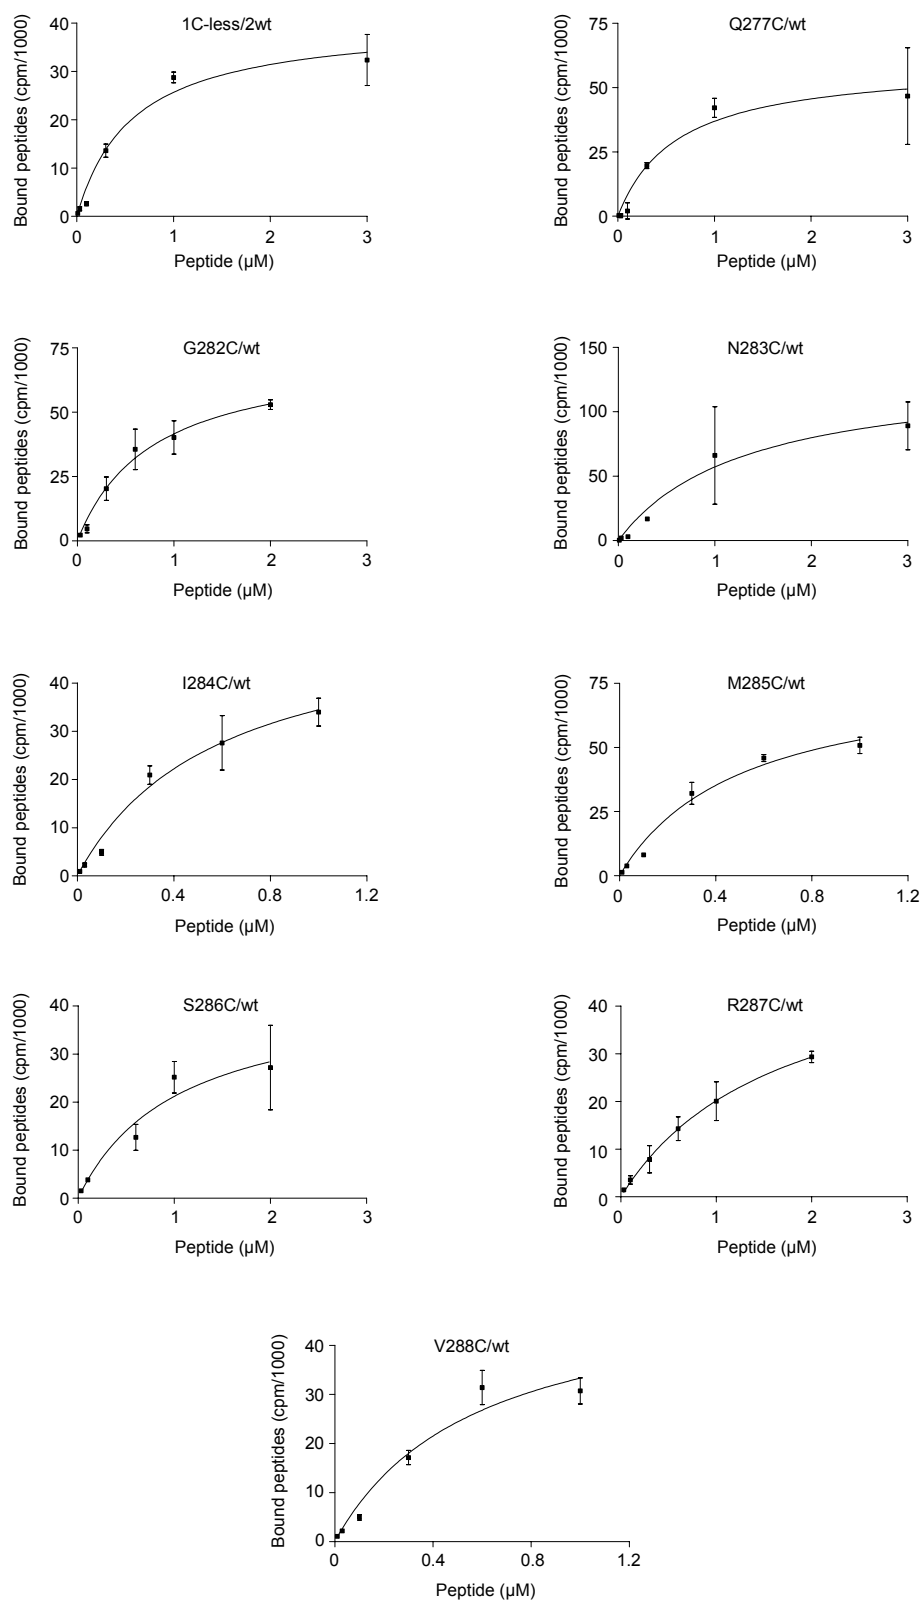 1C-less/2wt
Bound peptides (cpm/1000)
40
30
20
10
0
0 1 2 3
Peptide (µM)
Q277C/wt
Bound peptides (cpm/1000)
75
50
25
0
0 1 2 3
Peptide (µM)
G282C/wt
Bound peptides (cpm/1000)
75
50
25
0
0 1 2 3
Peptide (µM)
N283C/wt
Bound peptides (cpm/1000)
150
100
50
0
0 1 2 3
Peptide (µM)
I284C/wt
Bound peptides (cpm/1000)
40
30
20
10
0
0 0.4 0.8 1.2
Peptide (µM)
M285C/wt
Bound peptides (cpm/1000)
75
50
25
0
0 0.4 0.8 1.2
Peptide (µM)
S286C/wt
Bound peptides (cpm/1000)
40
30
20
10
0
0 1 2 3
Peptide (µM)
R287C/wt
Bound peptides (cpm/1000)
40
30
20
10
0
0 1 2 3
Peptide (µM)
V288C/wt
Bound peptides (cpm/1000)
40
30
20
10
0
0 0.4 0.8 1.2
Peptide (µM)